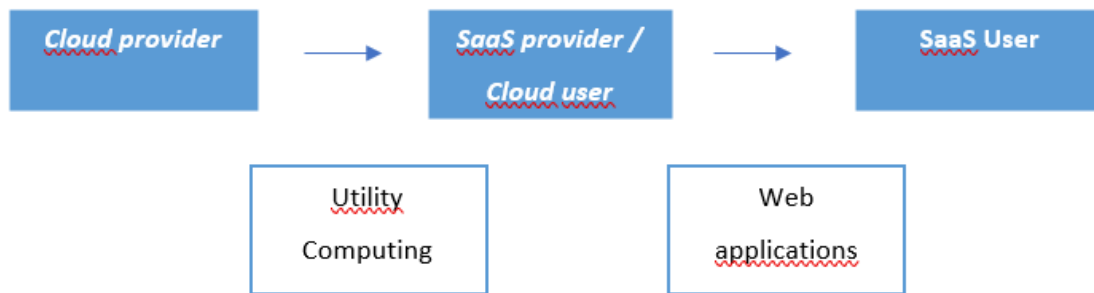 Cloud provider
SaaS provider /
Cloud user
SaaS User
Utility
Computing
Web
applications